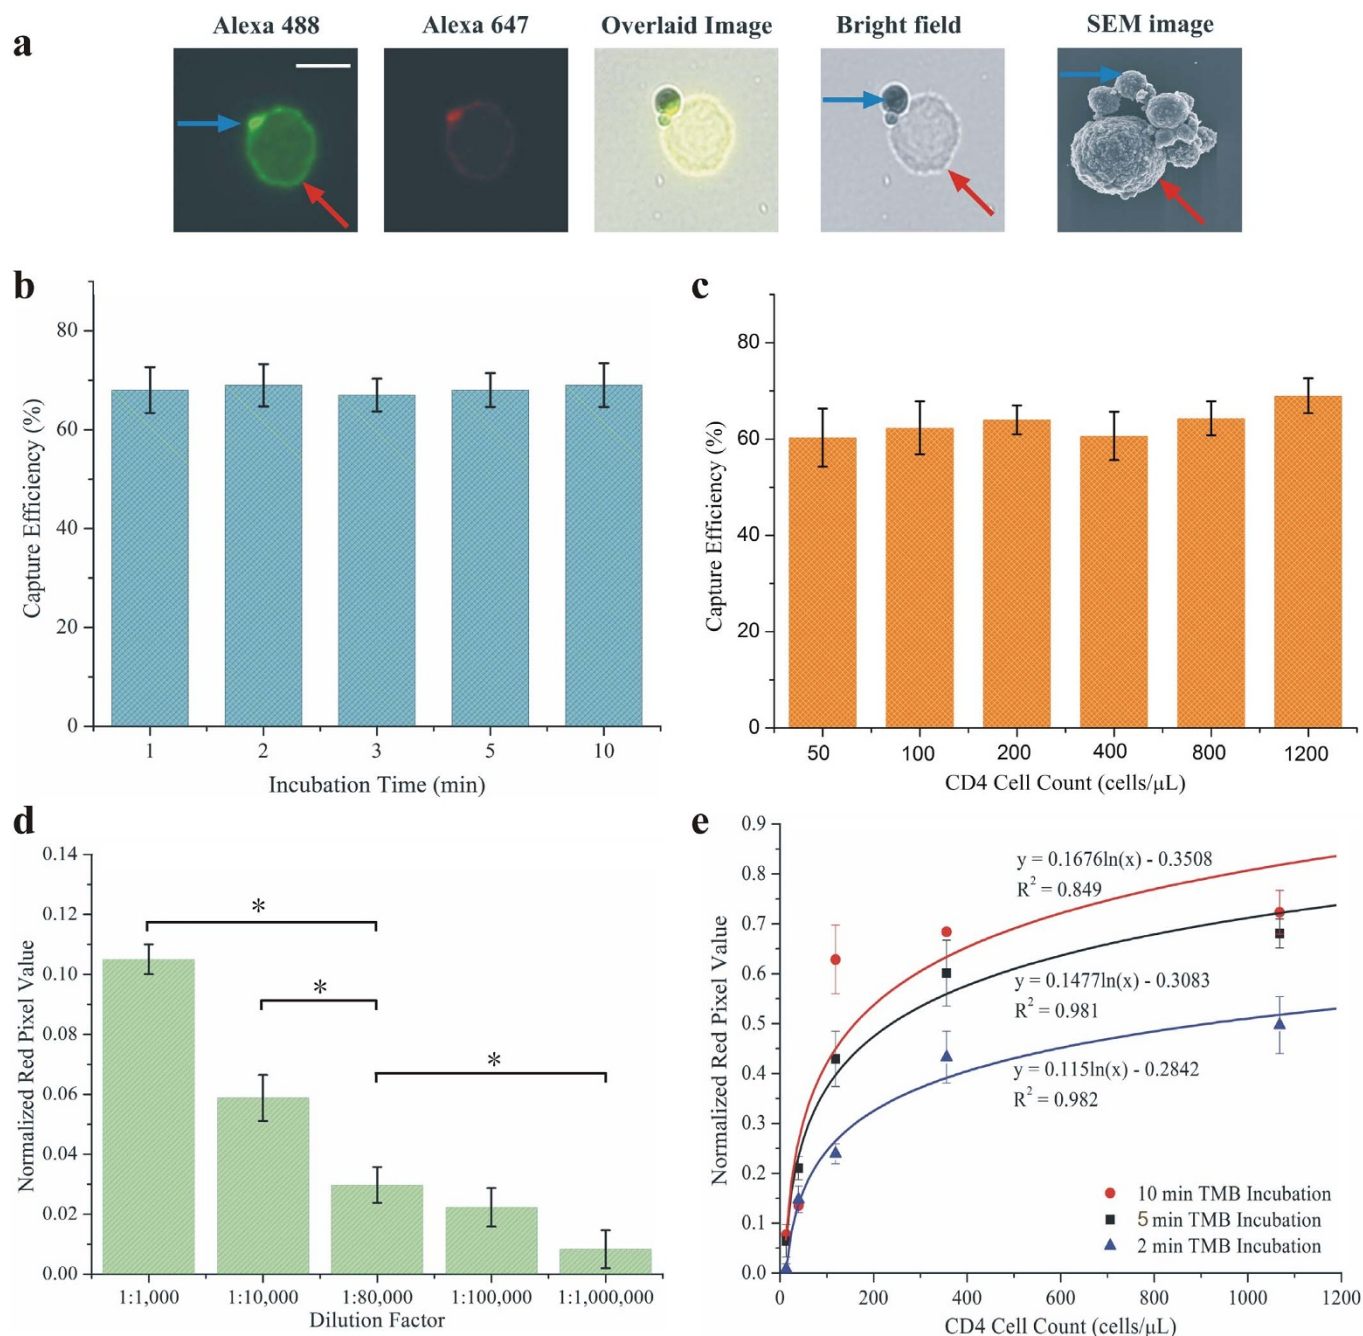 a
Alexa 488
Alexa 647
Overlaid Image
Bright field
SEM image
b
Capture Efficiency (%)
80
60
40
20
0
1 2 3 5 10
Incubation Time (min)
c
Capture Efficiency (%)
80
60
40
20
0
50 100 200 400 800 1200
CD4 Cell Count (cells/μL)
d
Normalized Red Pixel Value
0.14
0.12
0.10
0.08
0.06
0.04
0.02
0.00
*
*
*
1:1,000 1:10,000 1:80,000 1:100,000 1:1,000,000
Dilution Factor
e
Normalized Red Pixel Value
0.9
0.8
0.7
0.6
0.5
0.4
0.3
0.2
0.1
0.0
y = 0.1676ln(x) - 0.3508
R² = 0.849
y = 0.1477ln(x) - 0.3083
R² = 0.981
y = 0.115ln(x) - 0.2842
R² = 0.982
10 min TMB Incubation
5 min TMB Incubation
2 min TMB Incubation
0 200 400 600 800 1000 1200
CD4 Cell Count (cells/μL)